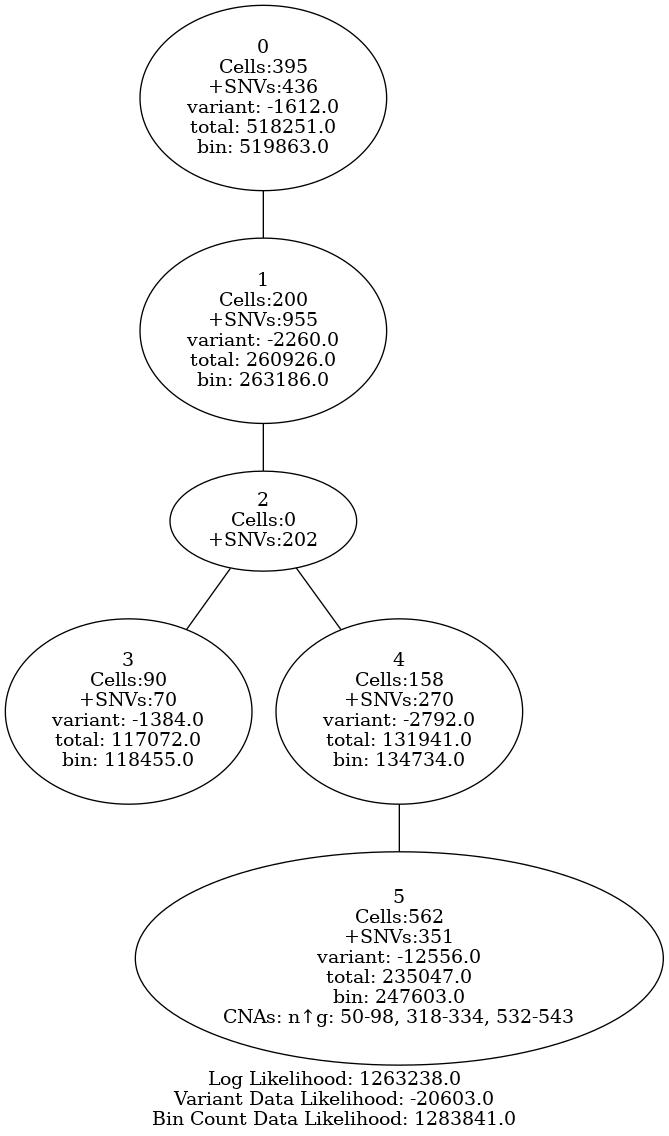 0
Cells:395
+SNVs:436
variant: -1612.0
total: 518251.0
bin: 519863.0
1
Cells:200
+SNVs:955
variant: -2260.0
total: 260926.0
bin: 263186.0
2
Cells:0
+SNVs:202
3
Cells:90
+SNVs:70
variant: -1384.0
total: 117072.0
bin: 118455.0
4
Cells:158
+SNVs:270
variant: -2792.0
total: 131941.0
bin: 134734.0
5
Cells:562
+SNVs:351
variant: -12556.0
total: 235047.0
bin: 247603.0
CNAs: n↑g: 50-98, 318-334, 532-543
Log Likelihood: 1263238.0
Variant Data Likelihood: -20603.0
Bin Count Data Likelihood: 1283841.0